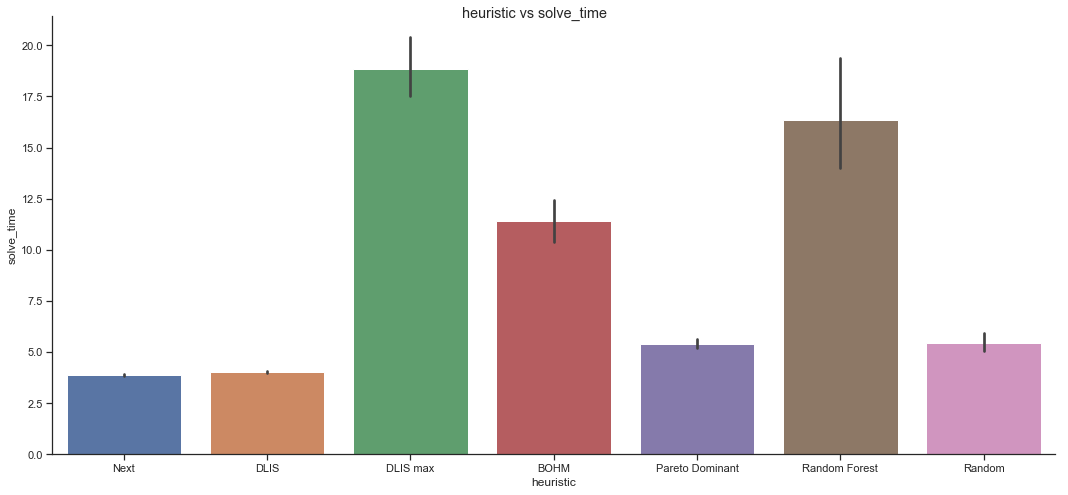 heuristic vs solve_time
20.0
17.5
15.0
12.5
10.0
7.5
5.0
2.5
0.0
solve_time
Next DLIS DLIS max BOHM Pareto Dominant Random Forest Random
heuristic